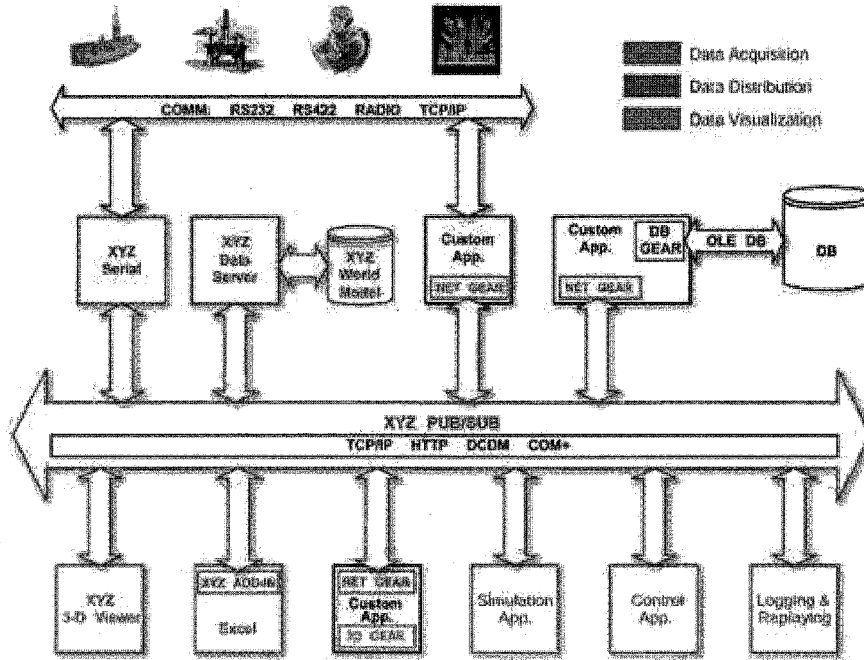 Data Acquisition
Data Distribution
Data Visualization
COMM: RS232 RS422 RADIO TCP/IP
XYZ
Serial
XYZ
Data
Server
XYZ
World
Model
Custom
App.
NET GEAR
Custom
App.
DB
GEAR
NET GEAR
OLE DB
DB
XYZ PUB/SUB
TCP/IP HTTP DCDM COM+
XYZ
3-D Viewer
XYZ ADD-IN
Excel
NET GEAR
Custom
App.
3D GEAR
Simulation
App.
Control
App.
Logging &
Replaying